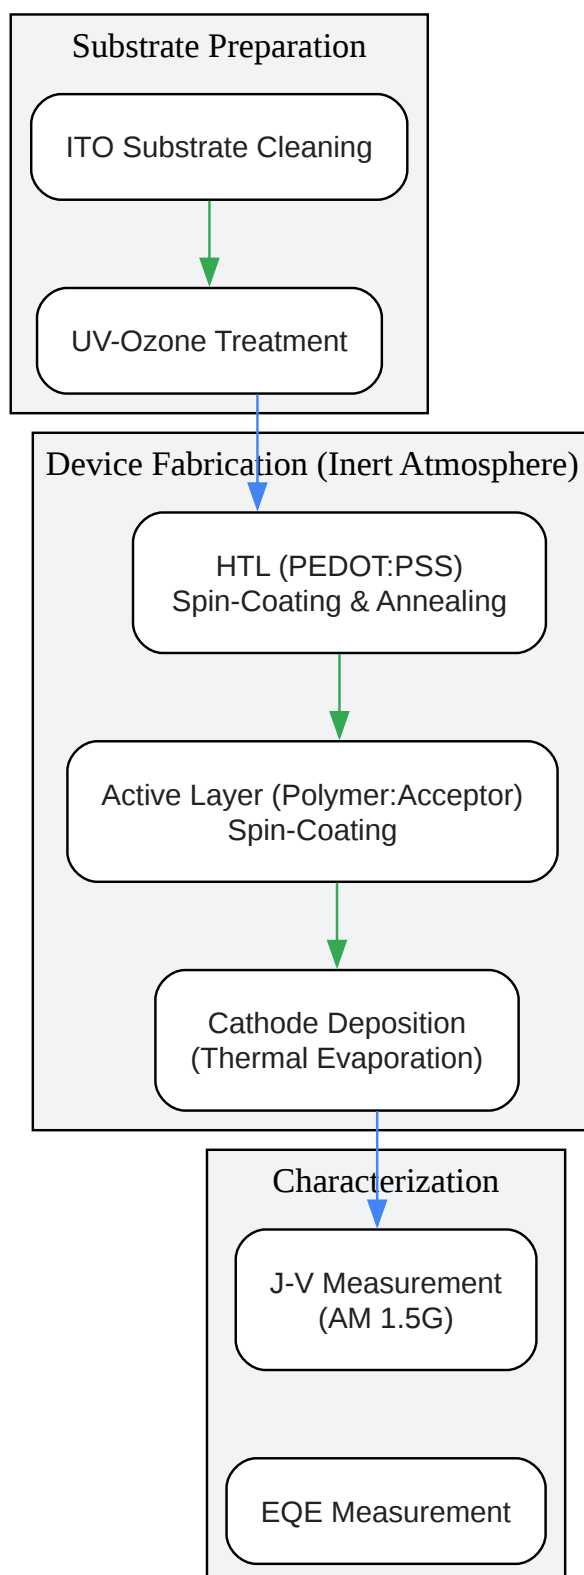 Substrate Preparation
ITO Substrate Cleaning
UV-Ozone Treatment
Device Fabrication (Inert Atmosphere)
HTL (PEDOT:PSS)
Spin-Coating & Annealing
Active Layer (Polymer:Acceptor)
Spin-Coating
Cathode Deposition
(Thermal Evaporation)
Characterization
J-V Measurement
(AM 1.5G)
EQE Measurement